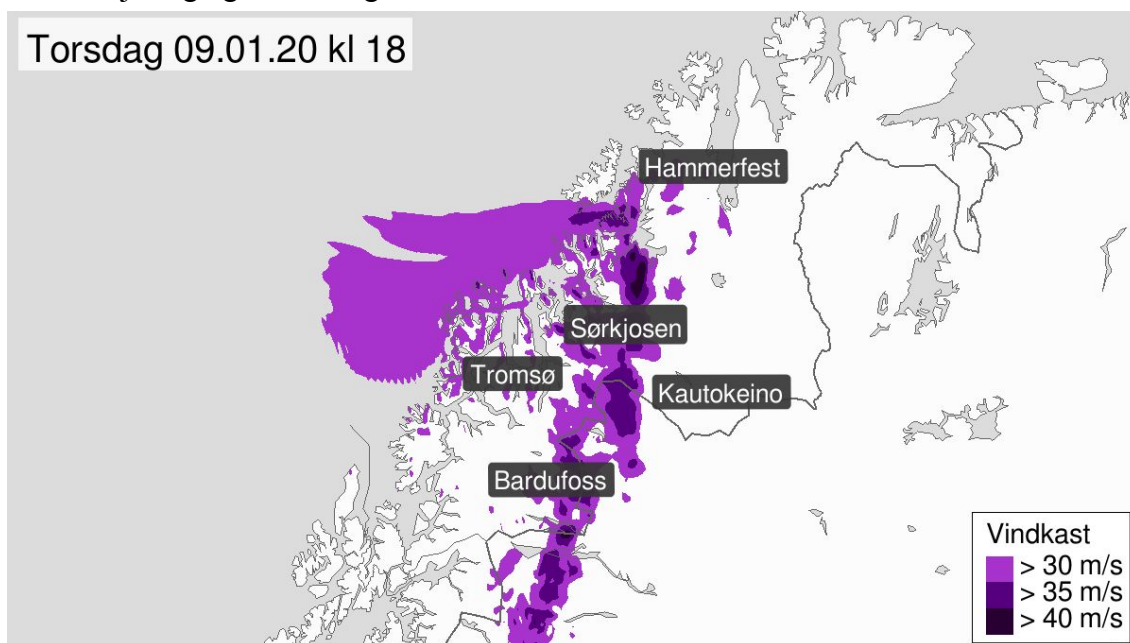 Torsdag 09.01.20 kl 18
Hammerfest
Sørkjosen
Tromsø
Kautokeino
Bardufoss
Vindkast
> 30 m/s
> 35 m/s
> 40 m/s